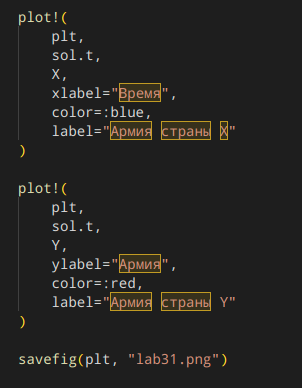 plot!(
    plt,
    sol.t,
    X,
    xlabel="Время",
    color=:blue,
    label="Армия страны Х"
)
plot!(
    plt,
    sol.t,
    Y,
    ylabel="Армия",
    color=:red,
    label="Армия страны Y"
)
savefig(plt, "lab31.png")